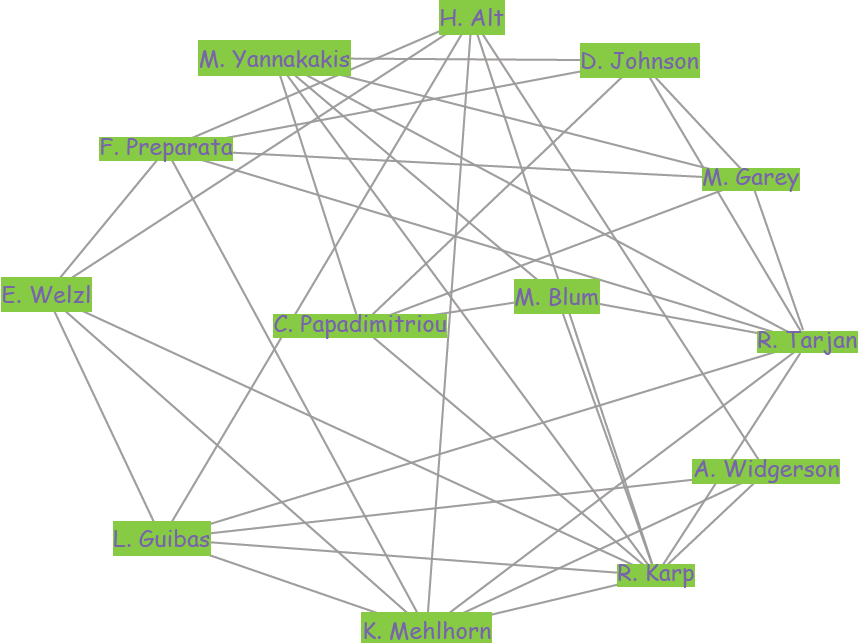 H. Alt
M. Yannakakis
D. Johnson
F. Preparata
M. Garey
E. Welzl
M. Blum
C. Papadimitriou
R. Tarjan
A. Widgerson
L. Guibas
R. Karp
K. Mehlhorn